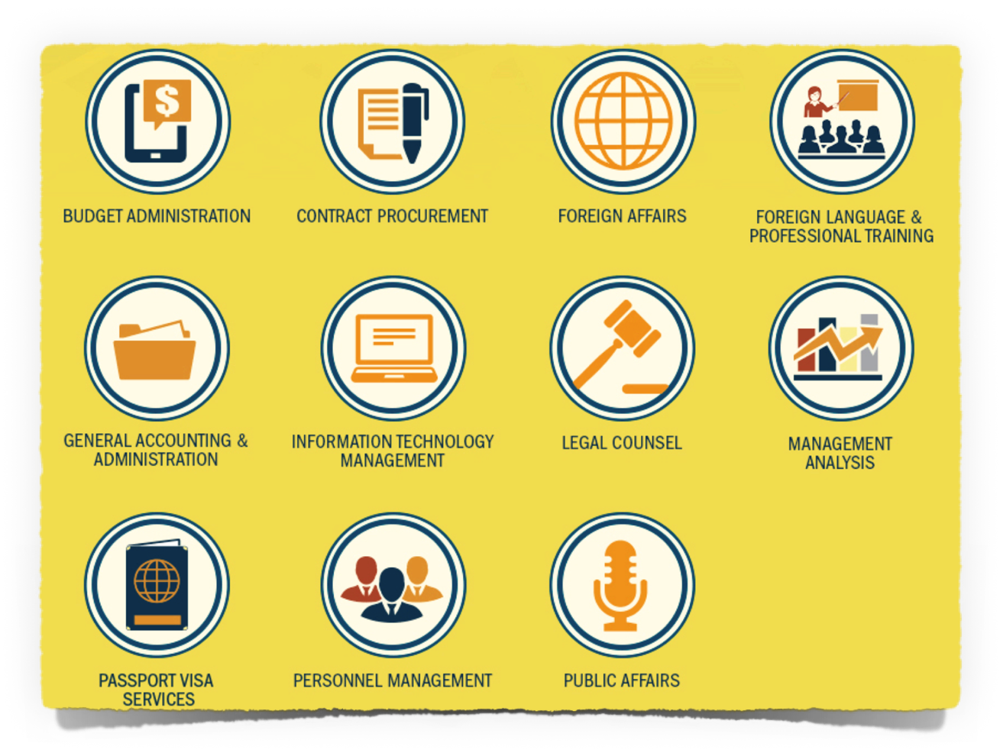 $
BUDGET ADMINISTRATION
CONTRACT PROCUREMENT
FOREIGN AFFAIRS
FOREIGN LANGUAGE &
PROFESSIONAL TRAINING
GENERAL ACCOUNTING &
ADMINISTRATION
INFORMATION TECHNOLOGY
MANAGEMENT
LEGAL COUNSEL
MANAGEMENT
ANALYSIS
PASSPORT VISA
SERVICES
PERSONNEL MANAGEMENT
PUBLIC AFFAIRS